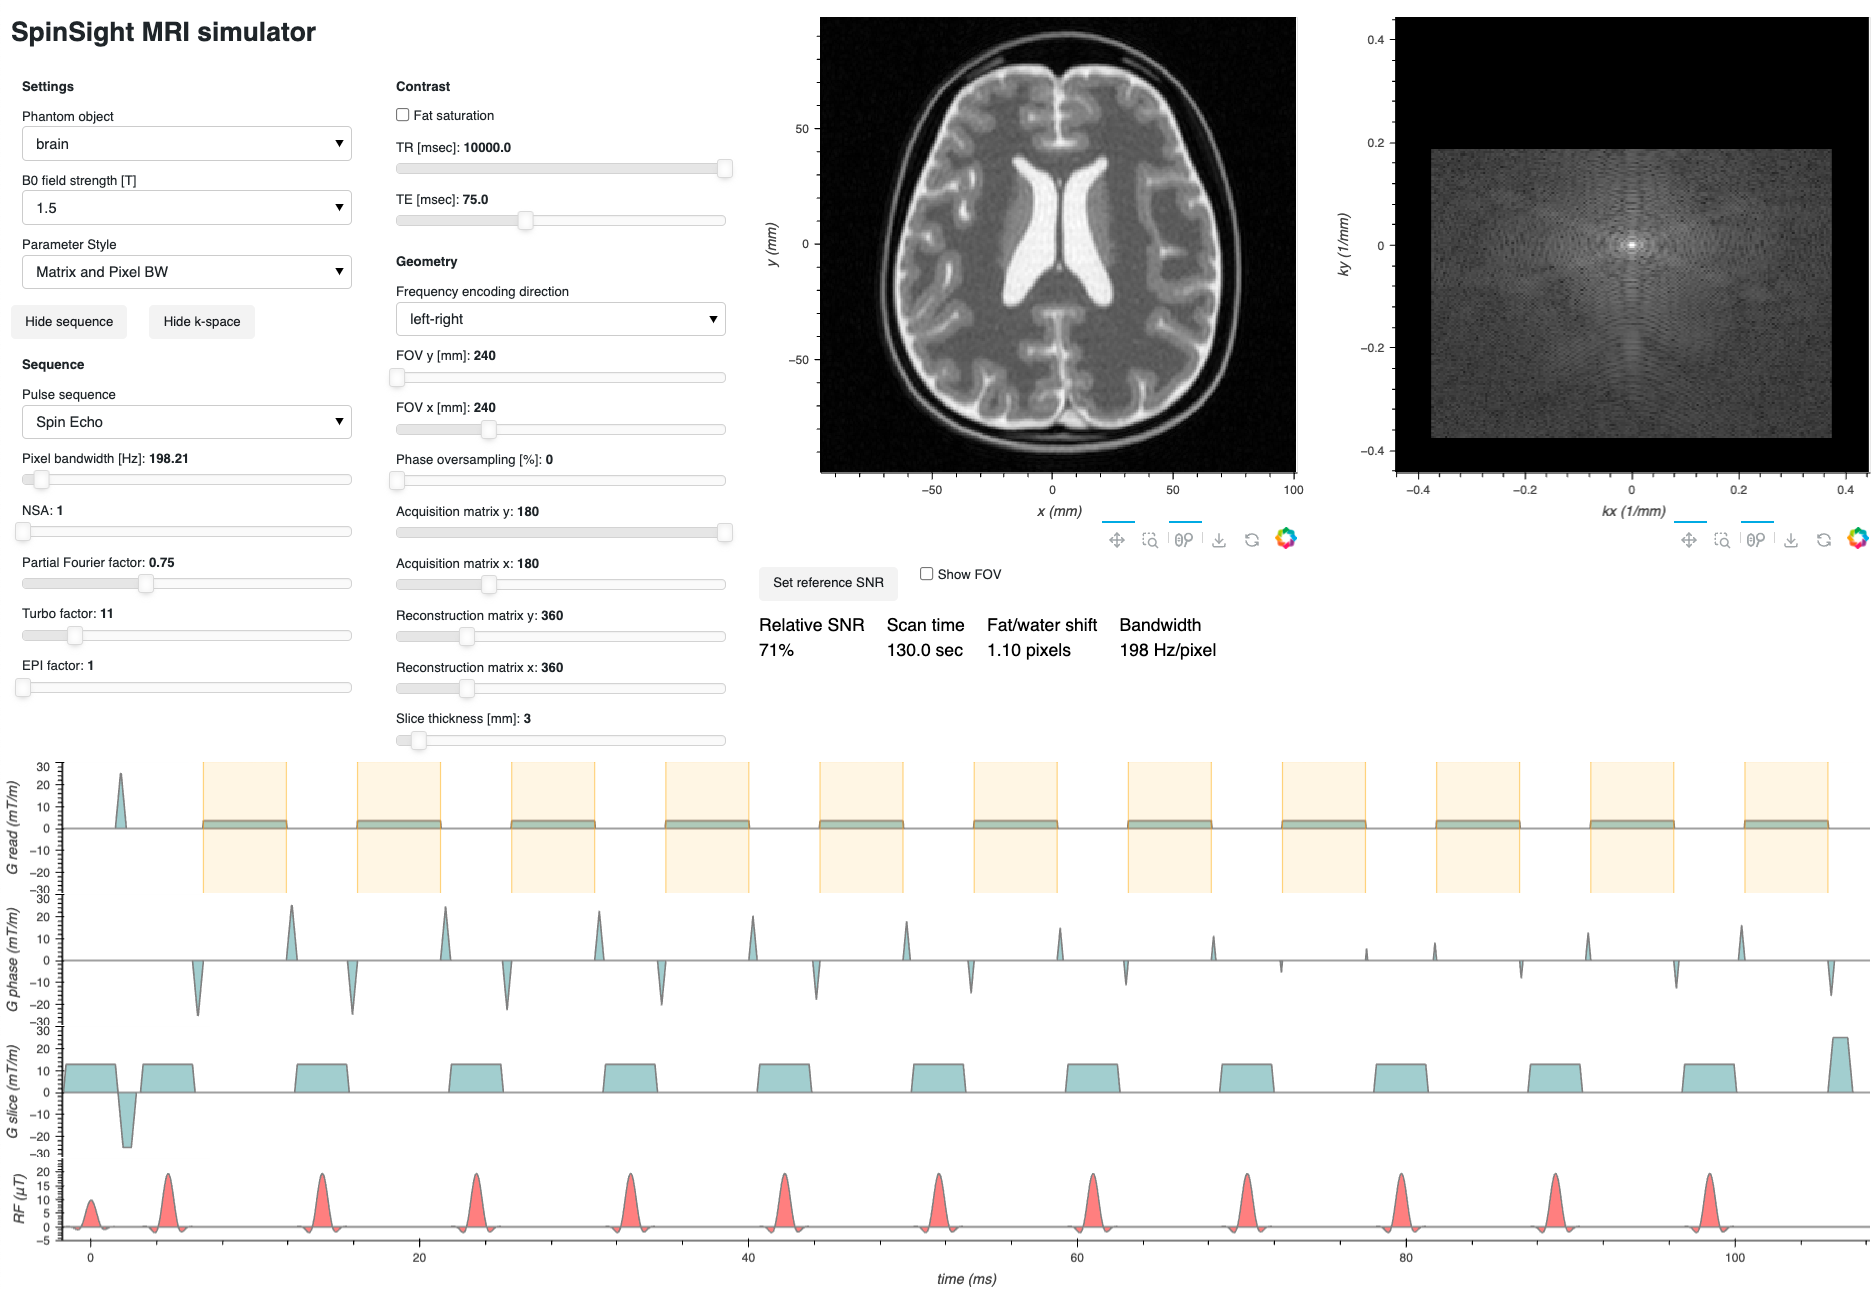 SpinSight MRI simulator
Settings
Phantom object
brain
B0 field strength [T]
1.5
Parameter Style
Matrix and Pixel BW
Hide sequence
Hide k-space
Sequence
Pulse sequence
Spin Echo
Pixel bandwidth [Hz]: 198.21
NSA: 1
Partial Fourier factor: 0.75
Turbo factor: 11
EPI factor: 1
Contrast
Fat saturation
TR [msec]: 10000.0
TE [msec]: 75.0
Geometry
Frequency encoding direction
left-right
FOV y [mm]: 240
FOV x [mm]: 240
Phase oversampling [%]: 0
Acquisition matrix y: 180
Acquisition matrix x: 180
Reconstruction matrix y: 360
Reconstruction matrix x: 360
Slice thickness [mm]: 3
y (mm)
50
0
−50
−50 0 50 100
x (mm)
ky (1/mm)
0.4
0.2
0
−0.2
−0.4
−0.4 −0.2 0 0.2 0.4
kx (1/mm)
Set reference SNR
Show FOV
Relative SNR Scan time Fat/water shift Bandwidth
71% 130.0 sec 1.10 pixels 198 Hz/pixel
G read (mT/m)
30
20
10
0
−10
−20
−30
G phase (mT/m)
30
20
10
0
−10
−20
−30
G slice (mT/m)
30
20
10
0
−10
−20
−30
RF (μT)
20
15
10
5
0
−5
0 20 40 60 80 100
time (ms)